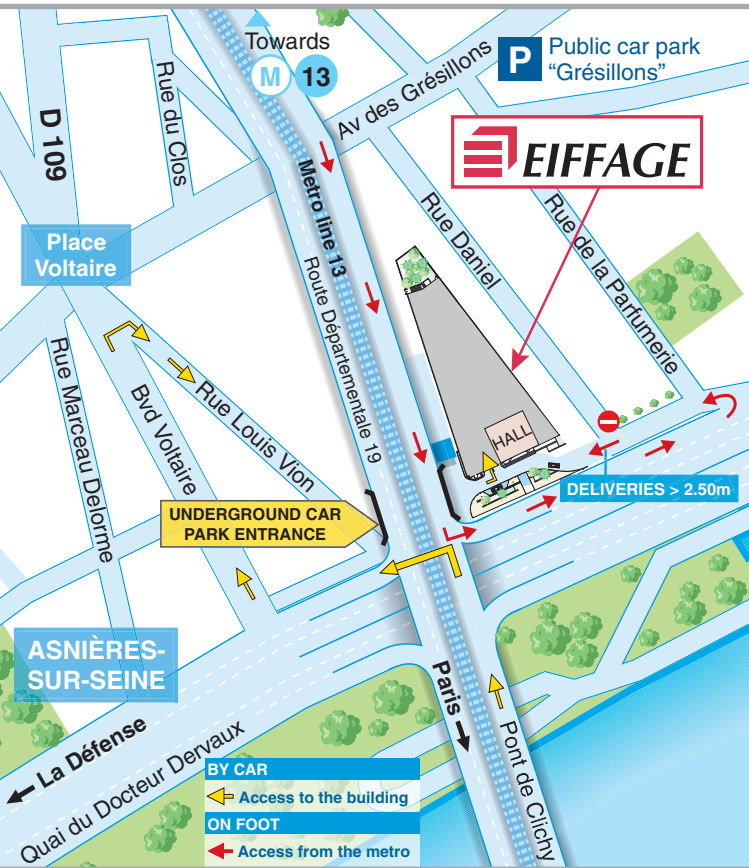 Towards
M 13
P Public car park
“Grésillons”
Av des Grésillons
EIFFAGE
Rue du Clos
D 109
Metro line 13
Route Départementale 19
Rue Daniel
Rue de la Parfumerie
Place
Voltaire
Rue Marceau Delorme
Bvd Voltaire
Rue Louis Vion
HALL
DELIVERIES > 2.50m
UNDERGROUND CAR
PARK ENTRANCE
ASNIÈRES-
SUR-SEINE
Paris
La Défense
Quai du Docteur Dervaux
Pont de Clichy
BY CAR
Access to the building
ON FOOT
Access from the metro